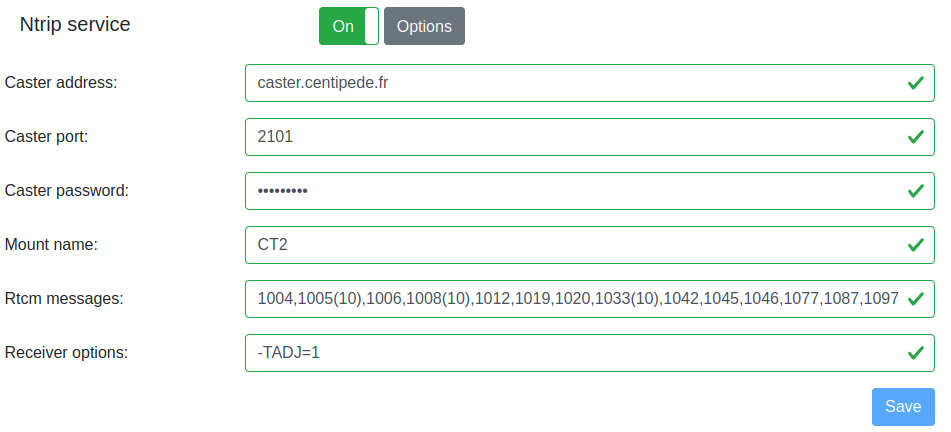 Ntrip service On Options
Caster address: caster.centipede.fr
Caster port: 2101
Caster password: •••••••••
Mount name: CT2
Rtcm messages: 1004,1005(10),1006,1008(10),1012,1019,1020,1033(10),1042,1045,1046,1077,1087,1097
Receiver options: -TADJ=1
Save